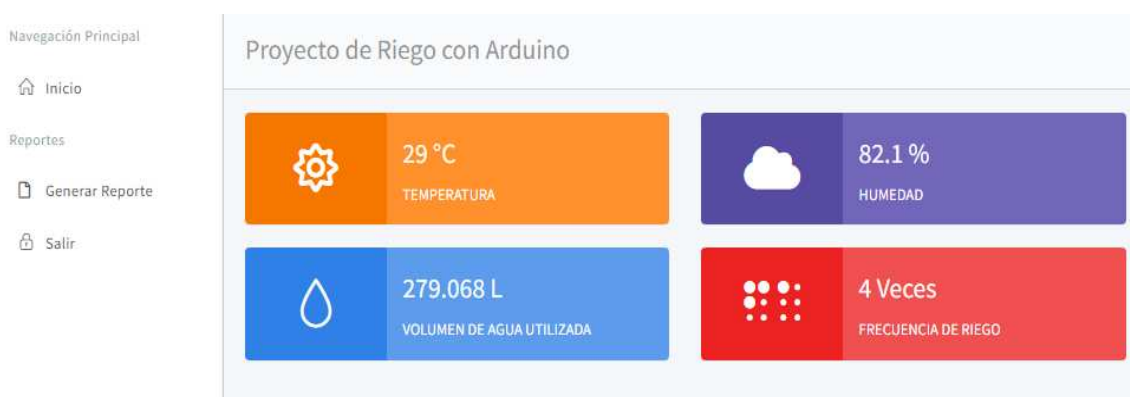 Navegación Principal
Inicio
Reportes
Generar Reporte
Salir
Proyecto de Riego con Arduino
29 °C
TEMPERATURA
82.1 %
HUMEDAD
279.068 L
VOLUMEN DE AGUA UTILIZADA
4 Veces
FRECUENCIA DE RIEGO